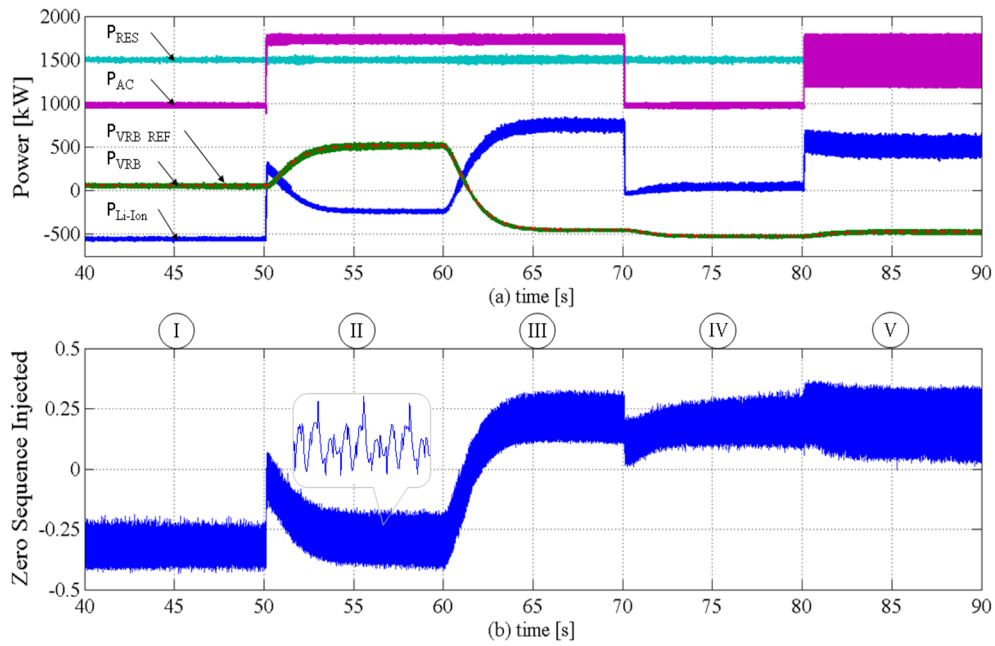 2000
1500
1000
500
0
-500
Power [kW]
P_RES
P_AC
P_VRB REF
P_VRB
P_Li-Ion
40 45 50 55 60 65 70 75 80 85 90
(a) time [s]
I II III IV V
0.5
0.25
0
-0.25
-0.5
Zero Sequence Injected
40 45 50 55 60 65 70 75 80 85 90
(b) time [s]